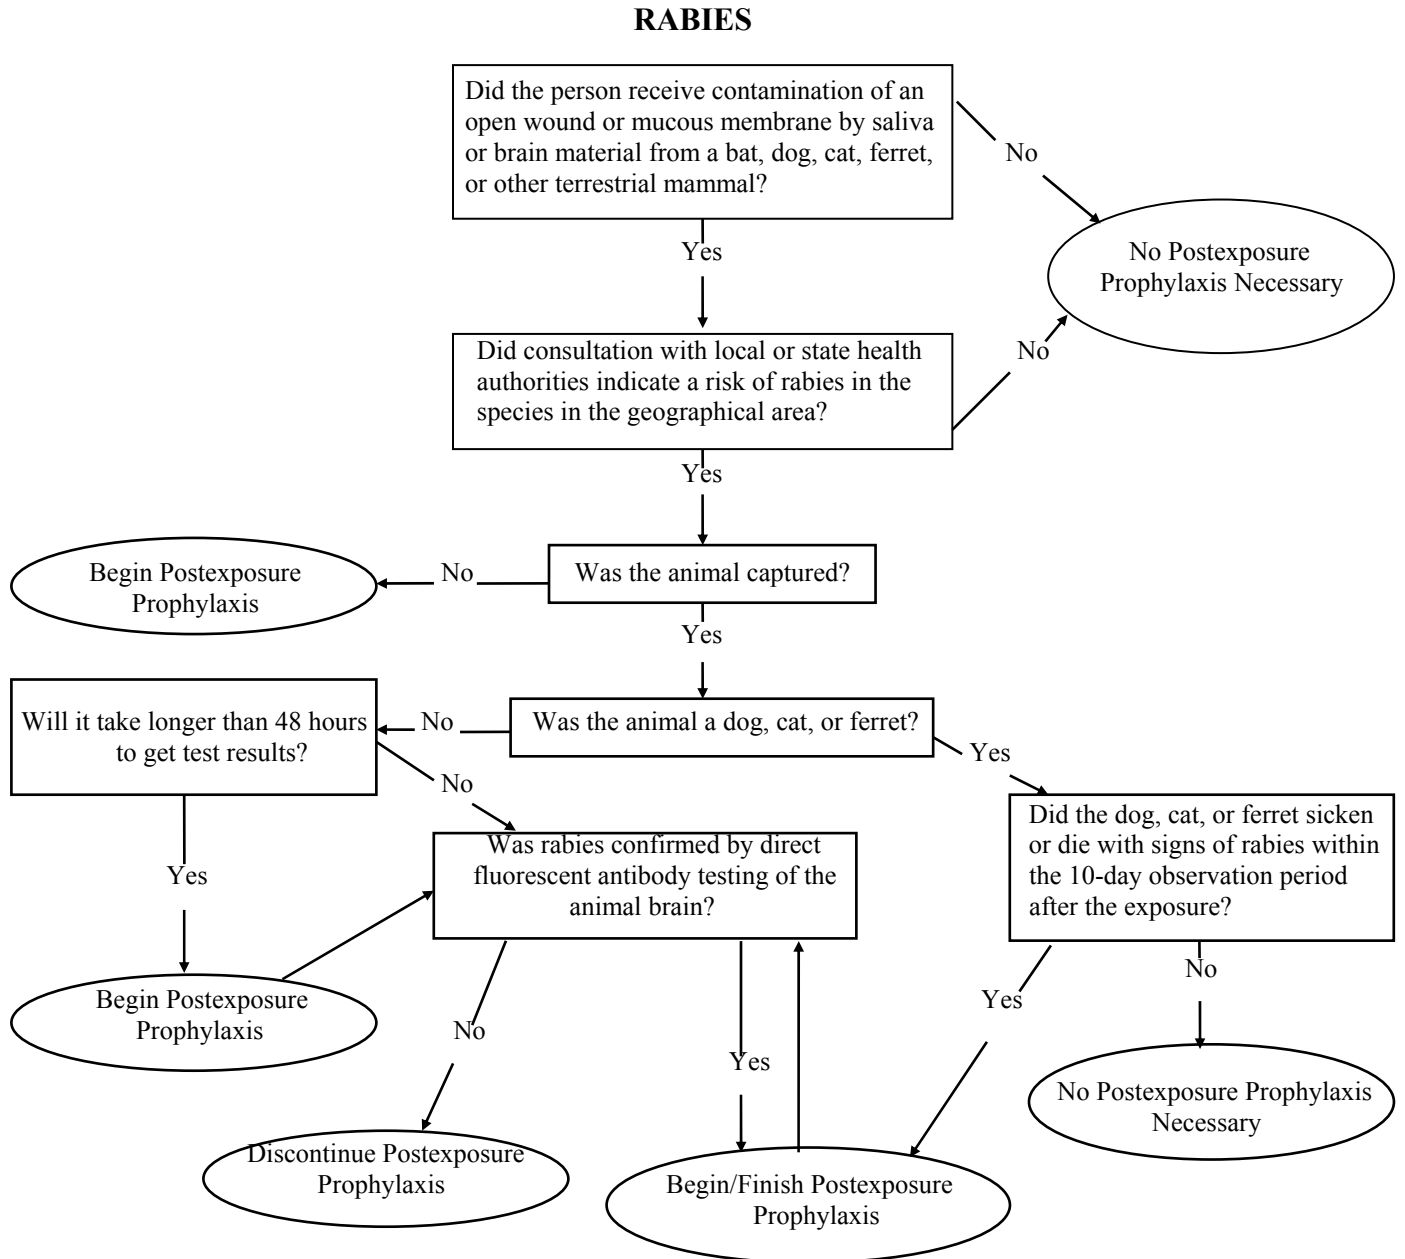 RABIES
Did the person receive contamination of an
open wound or mucous membrane by saliva
or brain material from a bat, dog, cat, ferret,
or other terrestrial mammal?
No
No Postexposure
Prophylaxis Necessary
Yes
Did consultation with local or state health
authorities indicate a risk of rabies in the
species in the geographical area?
No
Yes
Was the animal captured?
No
Begin Postexposure
Prophylaxis
Yes
Was the animal a dog, cat, or ferret?
No
Will it take longer than 48 hours
to get test results?
Yes
No
Did the dog, cat, or ferret sicken
or die with signs of rabies within
the 10-day observation period
after the exposure?
Was rabies confirmed by direct
fluorescent antibody testing of the
animal brain?
Yes
Begin Postexposure
Prophylaxis
No
Yes
Yes
No
No Postexposure Prophylaxis
Necessary
Discontinue Postexposure
Prophylaxis
Begin/Finish Postexposure
Prophylaxis